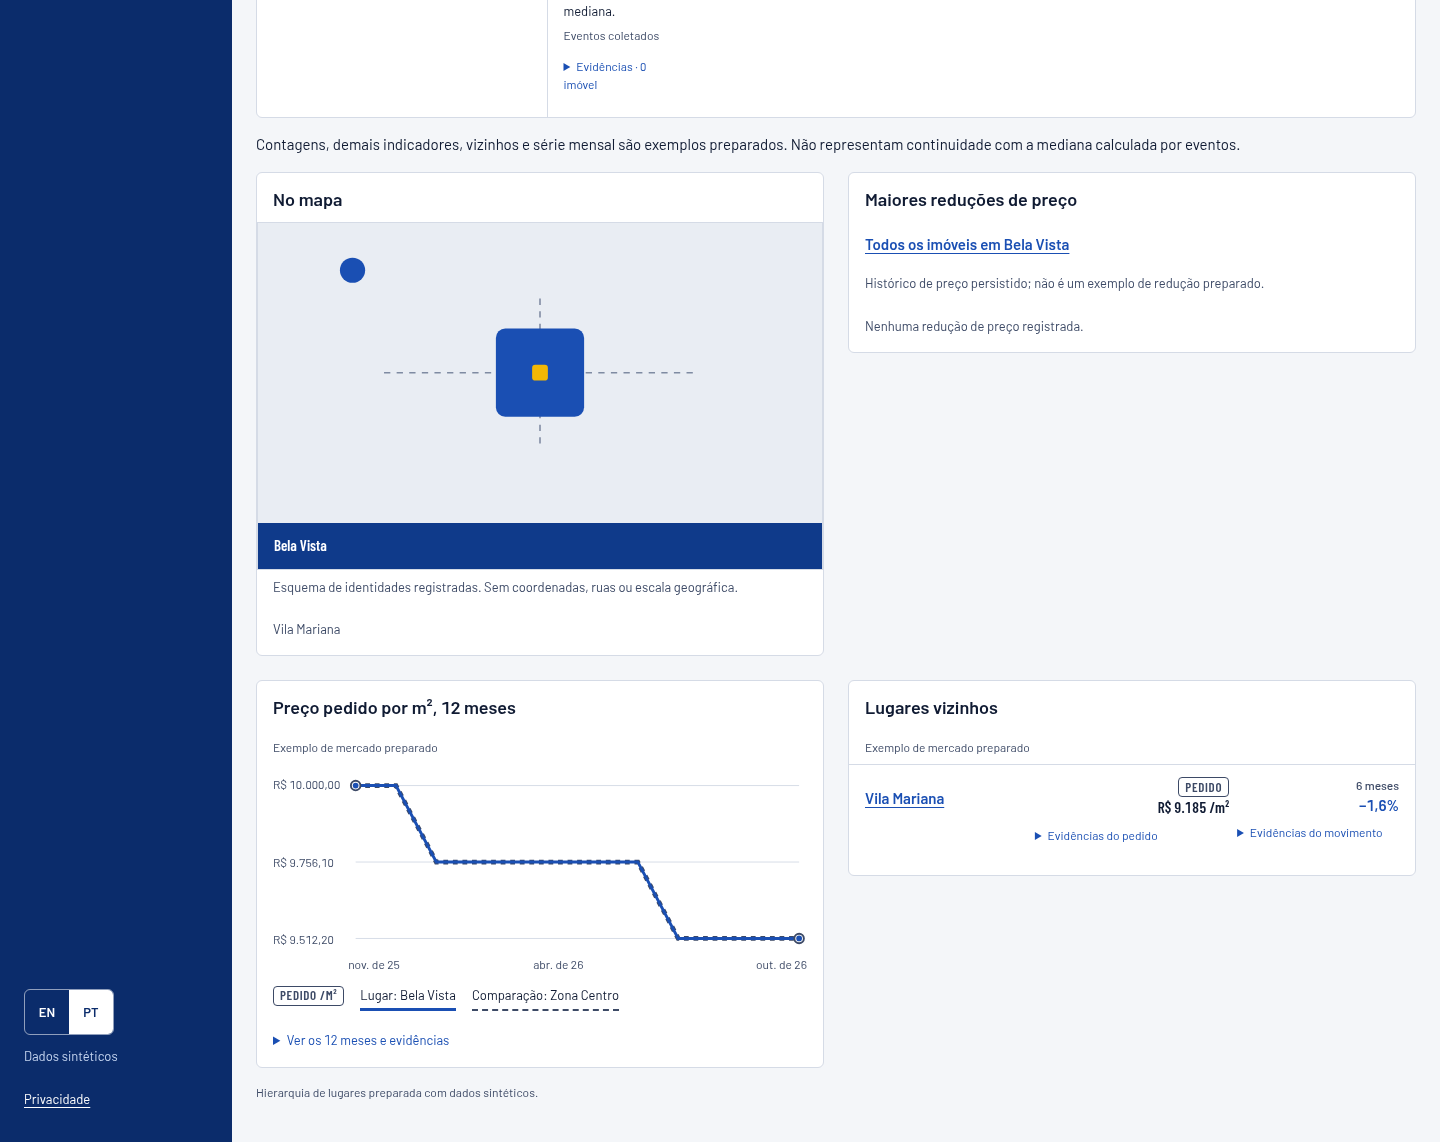 mediana.
Eventos coletados
Evidências · 0
imóvel
Contagens, demais indicadores, vizinhos e série mensal são exemplos preparados. Não representam continuidade com a mediana calculada por eventos.
No mapa
Bela Vista
Esquema de identidades registradas. Sem coordenadas, ruas ou escala geográfica.
Vila Mariana
Maiores reduções de preço
Todos os imóveis em Bela Vista
Histórico de preço persistido; não é um exemplo de redução preparado.
Nenhuma redução de preço registrada.
Preço pedido por m², 12 meses
Exemplo de mercado preparado
R$ 10.000,00
R$ 9.756,10
R$ 9.512,20
nov. de 25 abr. de 26 out. de 26
PEDIDO /M² Lugar: Bela Vista Comparação: Zona Centro
Ver os 12 meses e evidências
Lugares vizinhos
Exemplo de mercado preparado
Vila Mariana
PEDIDO
R$ 9.185 /m²
Evidências do pedido
6 meses
−1,6%
Evidências do movimento
Hierarquia de lugares preparada com dados sintéticos.
EN PT
Dados sintéticos
Privacidade